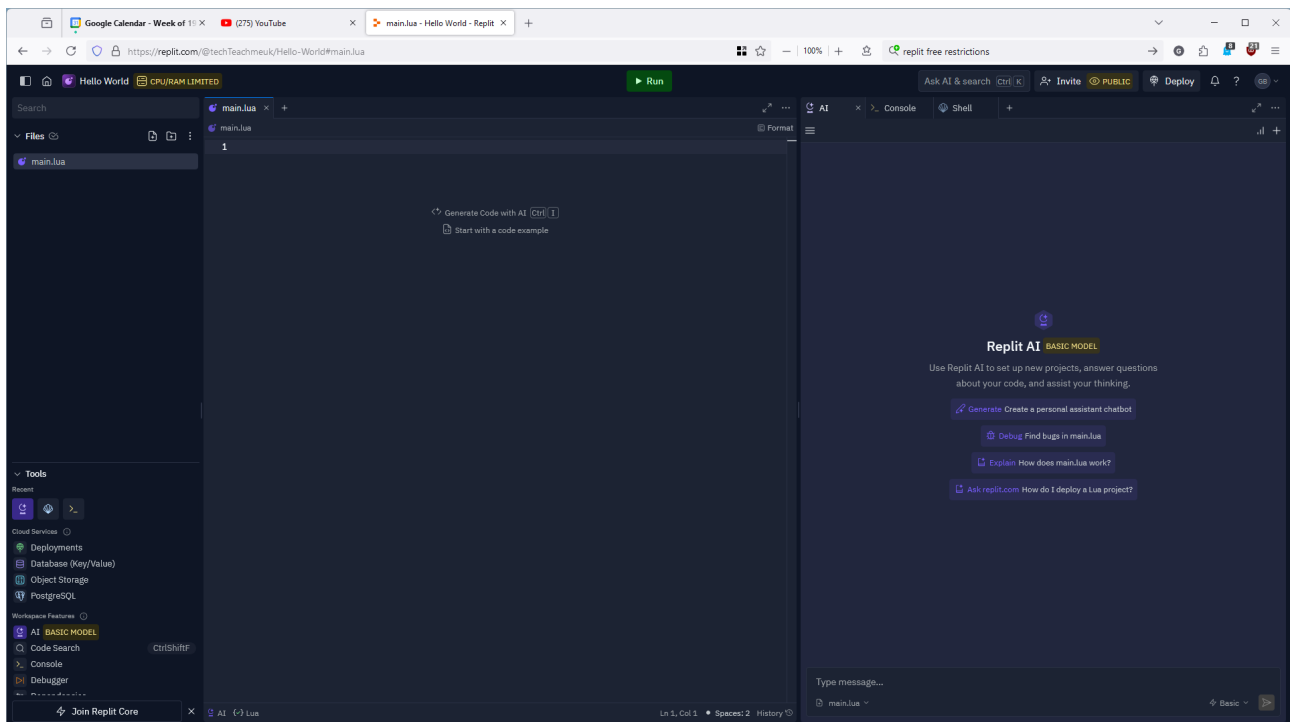 Google Calendar - Week of 19
(275) YouTube
main.lua - Hello World - Replit
https://replit.com/@techTeachmeuk/Hello-World#main.lua
100%
replit free restrictions
8
21
Hello World
CPU/RAM LIMITED
Run
Ask AI & search Ctrl K
Invite
PUBLIC
Deploy
GB
Search
Files
main.lua
main.lua
main.lua
Format
1
Generate Code with AI Ctrl I
Start with a code example
AI
Console
Shell
Replit AI BASIC MODEL
Use Replit AI to set up new projects, answer questions
about your code, and assist your thinking.
Generate Create a personal assistant chatbot
Debug Find bugs in main.lua
Explain How does main.lua work?
Ask replit.com How do I deploy a Lua project?
Tools
Recent
Cloud Services
Deployments
Database (Key/Value)
Object Storage
PostgreSQL
Workspace Features
AI BASIC MODEL
Code Search CtrlShiftF
Console
Debugger
Join Replit Core
AI
Lua
Ln 1, Col 1
Spaces: 2
History
Type message...
main.lua
Basic